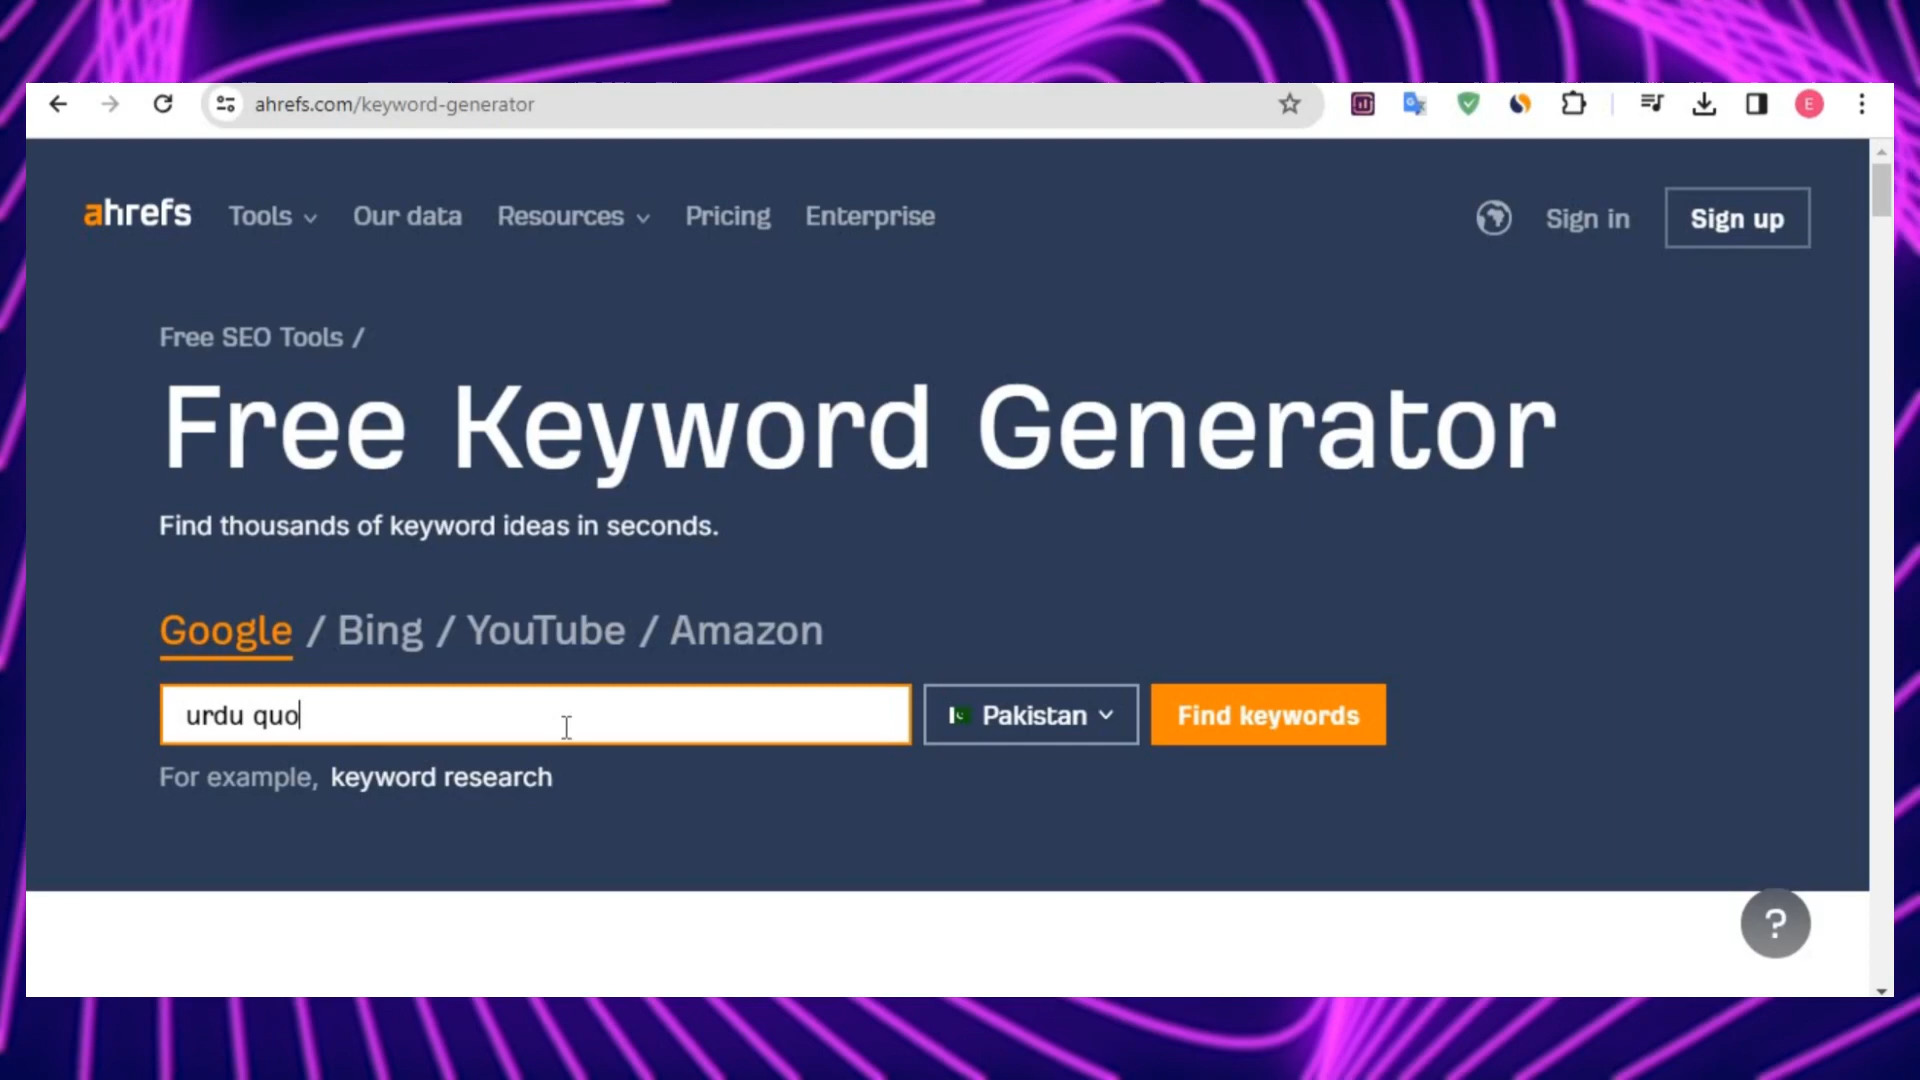 ahrefs.com/keyword-generator
E
ahrefs Tools Our data Resources Pricing Enterprise Sign in Sign up
Free SEO Tools /
Free Keyword Generator
Find thousands of keyword ideas in seconds.
Google / Bing / YouTube / Amazon
urdu quo Pakistan Find keywords
For example, keyword research
?